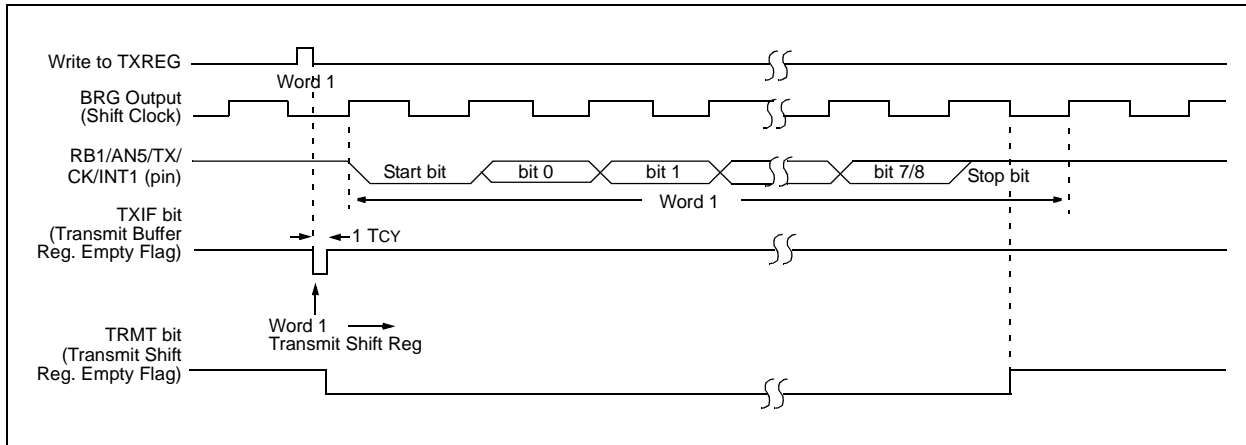 Write to TXREG
Word 1
BRG Output
(Shift Clock)
RB1/AN5/TX/
CK/INT1 (pin)
Start bit
bit 0
bit 1
bit 7/8
Stop bit
Word 1
TXIF bit
(Transmit Buffer
Reg. Empty Flag)
1 TCY
Word 1
Transmit Shift Reg
TRMT bit
(Transmit Shift
Reg. Empty Flag)